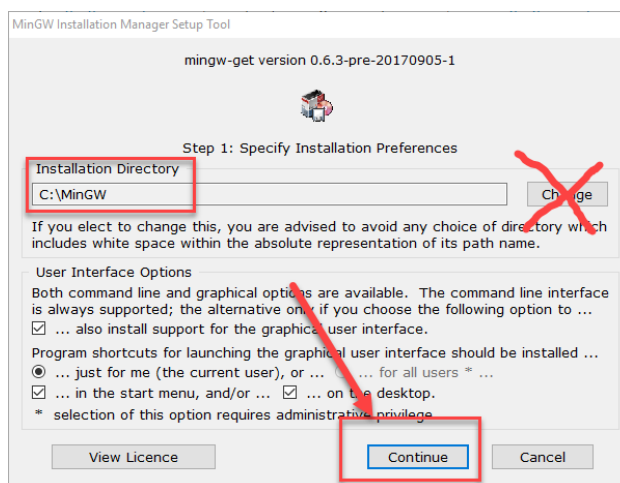 MinGW Installation Manager Setup Tool
mingw-get version 0.6.3-pre-20170905-1
Step 1: Specify Installation Preferences
Installation Directory
C:\MinGW
Change
If you elect to change this, you are advised to avoid any choice of directory which
includes white space within the absolute representation of its path name.
User Interface Options
Both command line and graphical options are available. The command line interface
is always supported; the alternative only if you choose the following option to ...
... also install support for the graphical user interface.
Program shortcuts for launching the graphical user interface should be installed ...
... just for me (the current user), or ... ... for all users * ...
... in the start menu, and/or ... ... on the desktop.
* selection of this option requires administrative privilege
View Licence
Continue
Cancel